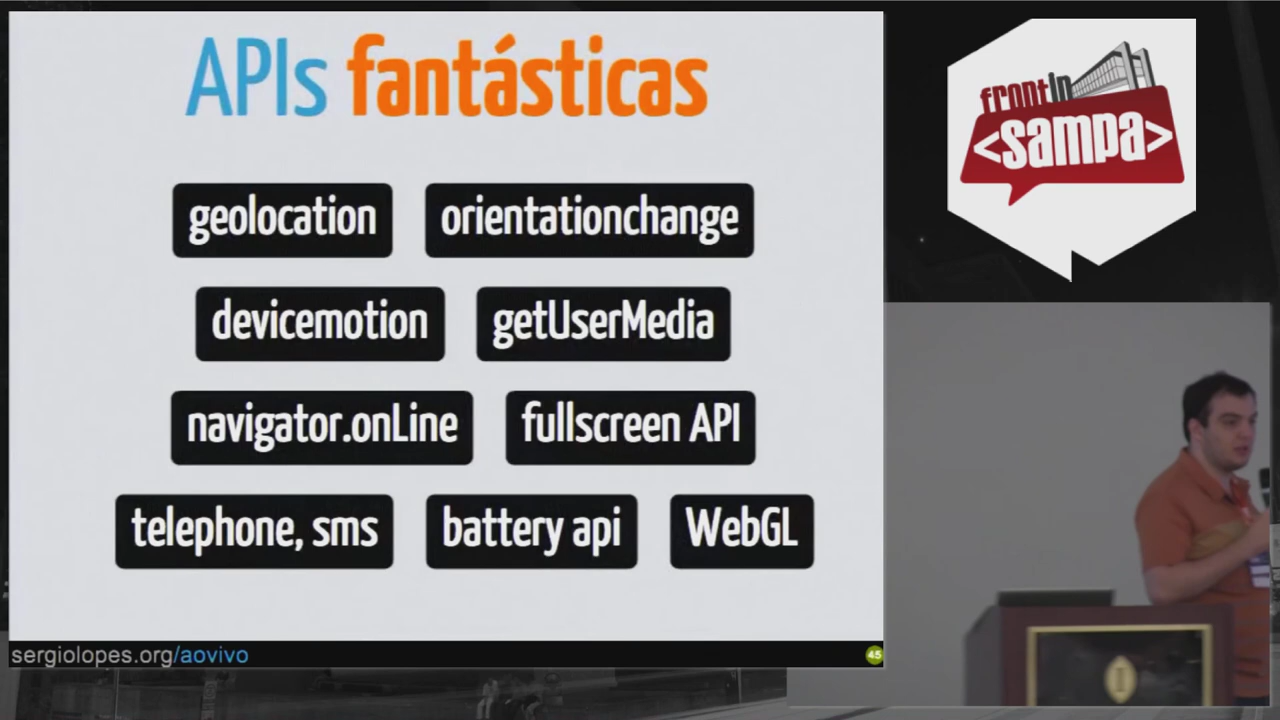 APIs fantásticas
geolocation
orientationchange
devicemotion
getUserMedia
navigator.onLine
fullscreen API
telephone, sms
battery api
WebGL
sergiolopes.org/aovivo
45
frontIn
<sampa>